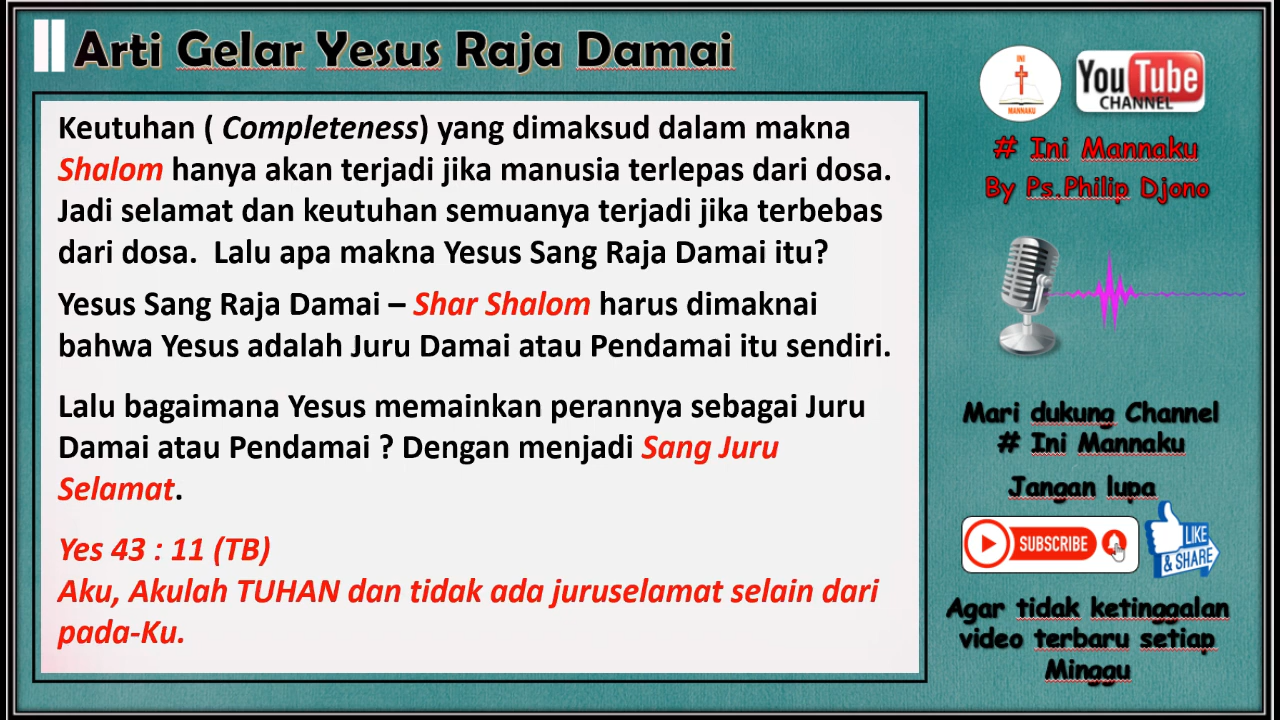 Arti Gelar Yesus Raja Damai
Keutuhan ( Completeness) yang dimaksud dalam makna
Shalom hanya akan terjadi jika manusia terlepas dari dosa.
Jadi selamat dan keutuhan semuanya terjadi jika terbebas
dari dosa. Lalu apa makna Yesus Sang Raja Damai itu?
Yesus Sang Raja Damai – Shar Shalom harus dimaknai
bahwa Yesus adalah Juru Damai atau Pendamai itu sendiri.
Lalu bagaimana Yesus memainkan perannya sebagai Juru
Damai atau Pendamai ? Dengan menjadi Sang Juru
Selamat.
Yes 43 : 11 (TB)
Aku, Akulah TUHAN dan tidak ada juruselamat selain dari
pada-Ku.
INI
MANNAKU
YouTube
CHANNEL
# Ini Mannaku
By Ps.Philip Djono
Mari dukung Channel
# Ini Mannaku
Jangan lupa
SUBSCRIBE
LIKE
& SHARE
Agar tidak ketinggalan
video terbaru setiap
Minggu